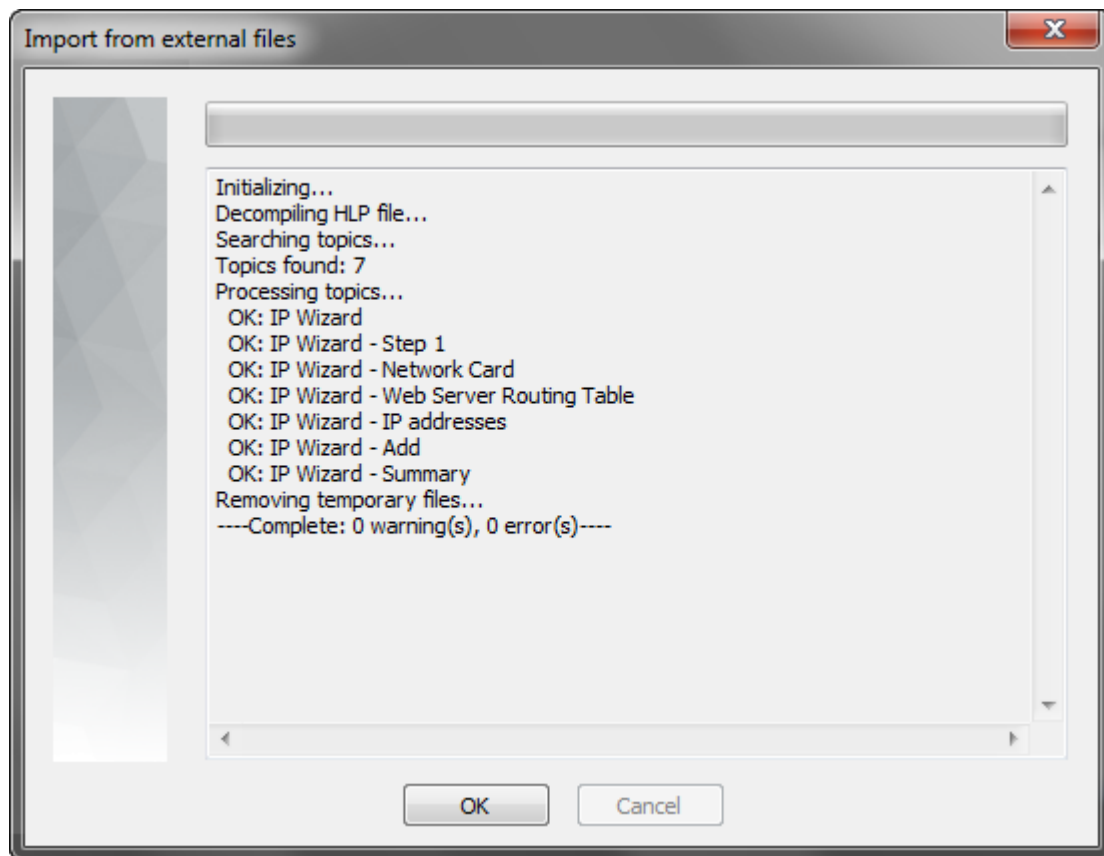 Import from external files
Initializing...
Decompiling HLP file...
Searching topics...
Topics found: 7
Processing topics...
OK: IP Wizard
OK: IP Wizard - Step 1
OK: IP Wizard - Network Card
OK: IP Wizard - Web Server Routing Table
OK: IP Wizard - IP addresses
OK: IP Wizard - Add
OK: IP Wizard - Summary
Removing temporary files...
----Complete: 0 warning(s), 0 error(s)----
OK
Cancel